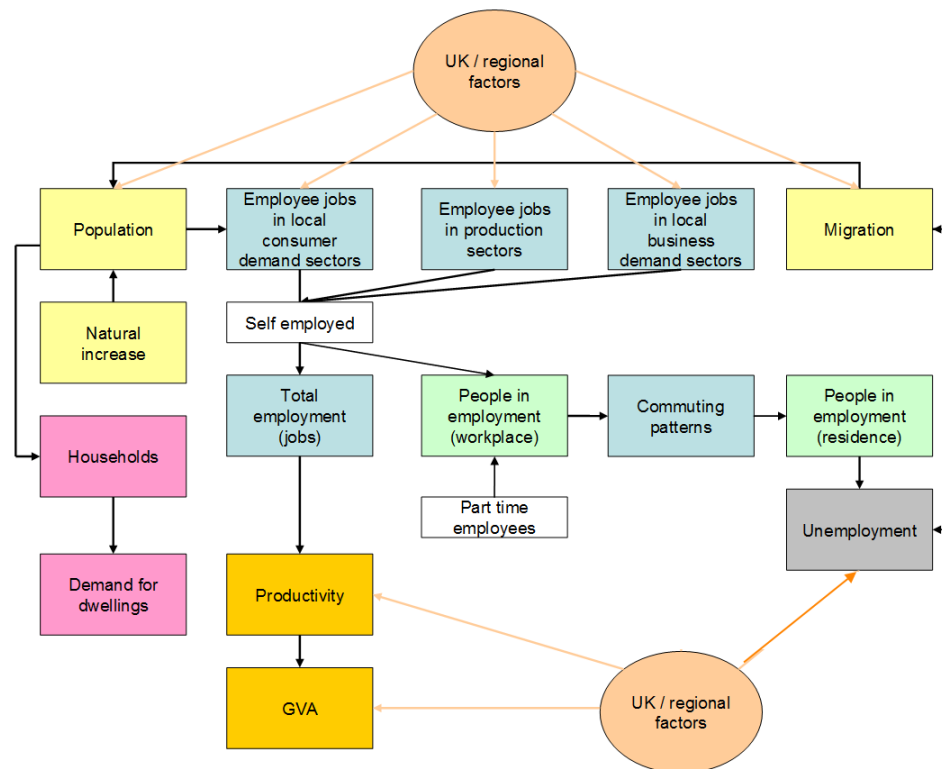 UK / regional
factors
Population
Employee jobs
in local
consumer
demand sectors
Employee jobs
in production
sectors
Employee jobs
in local
business
demand sectors
Migration
Natural
increase
Self employed
Total
employment
(jobs)
People in
employment
(workplace)
Commuting
patterns
People in
employment
(residence)
Households
Part time
employees
Unemployment
Demand for
dwellings
Productivity
GVA
UK / regional
factors